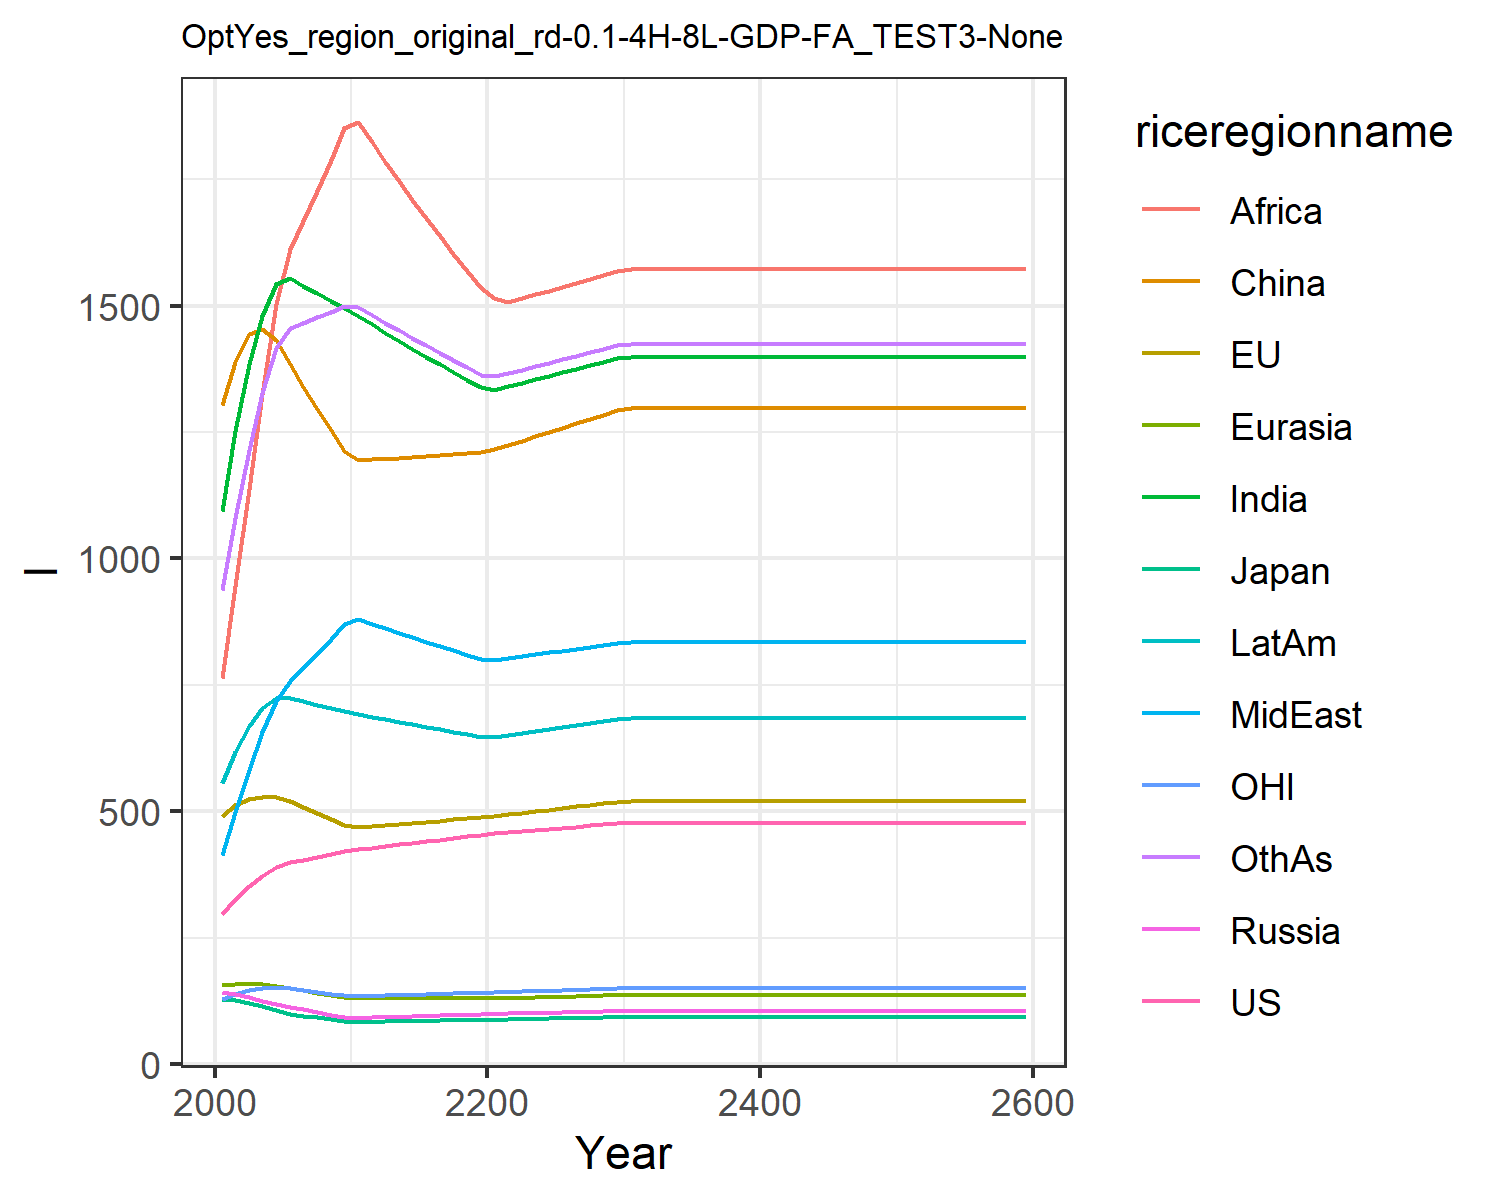 OptYes_region_original_rd-0.1-4H-8L-GDP-FA_TEST3-None
1500
1000
500
0
l
2000 2200 2400 2600
Year
riceregionname
Africa
China
EU
Eurasia
India
Japan
LatAm
MidEast
OHI
OthAs
Russia
US